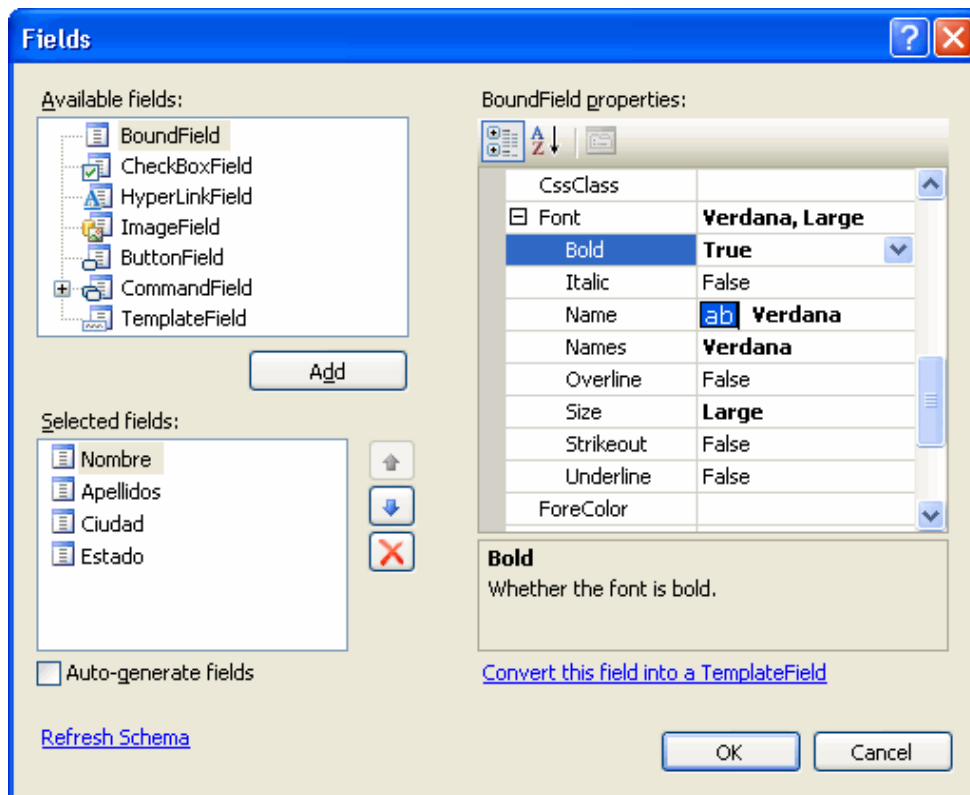 Fields
Available fields:
BoundField
CheckBoxField
HyperLinkField
ImageField
ButtonField
CommandField
TemplateField
Add
Selected fields:
Nombre
Apellidos
Ciudad
Estado
Auto-generate fields
Refresh Schema
BoundField properties:
CssClass
Font Verdana, Large
Bold True
Italic False
Name ab Verdana
Names Verdana
Overline False
Size Large
Strikeout False
Underline False
ForeColor
Bold
Whether the font is bold.
Convert this field into a TemplateField
OK Cancel